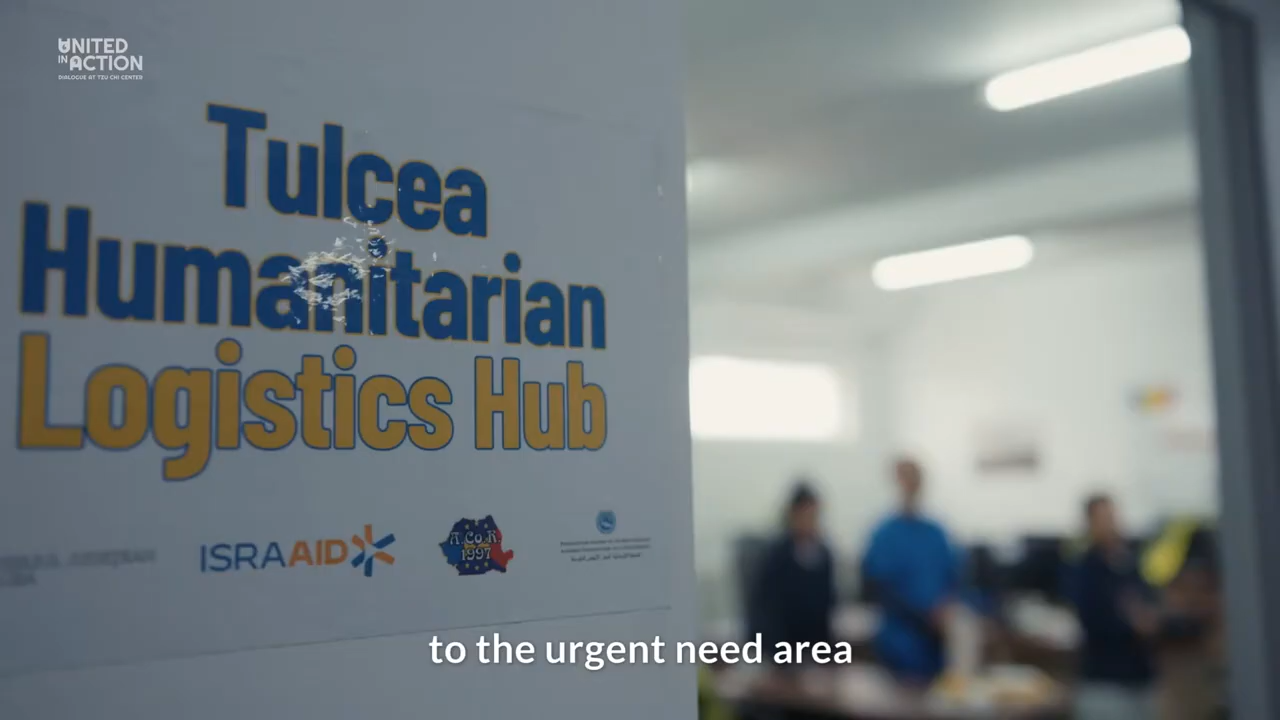 UNITED
IN ACTION
DIALOGUE AT TZU CHI CENTER
Tulcea
Humanitarian
Logistics Hub
ISRAAID
A.Co.R.
1997
to the urgent need area